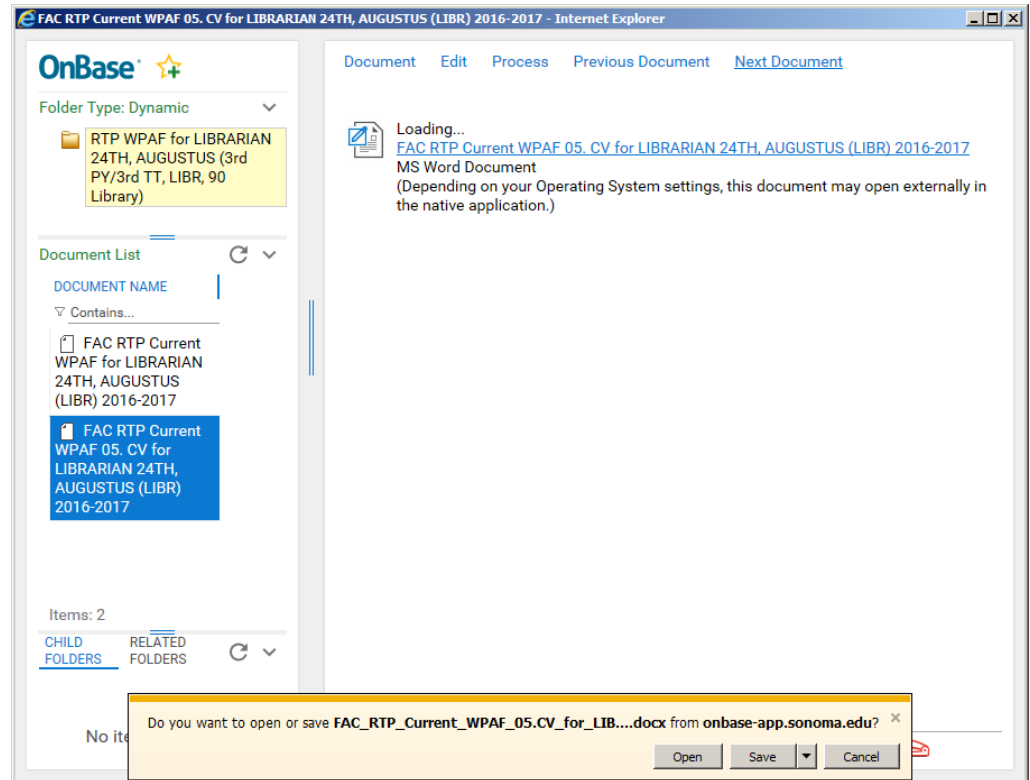 FAC RTP Current WPAF 05. CV for LIBRARIAN 24TH, AUGUSTUS (LIBR) 2016-2017 - Internet Explorer
OnBase
Folder Type: Dynamic
RTP WPAF for LIBRARIAN
24TH, AUGUSTUS (3rd
PY/3rd TT, LIBR, 90
Library)
Document List
DOCUMENT NAME
Contains...
FAC RTP Current
WPAF for LIBRARIAN
24TH, AUGUSTUS
(LIBR) 2016-2017
FAC RTP Current
WPAF 05. CV for
LIBRARIAN 24TH,
AUGUSTUS (LIBR)
2016-2017
Items: 2
CHILD
FOLDERS
RELATED
FOLDERS
No ite
Document Edit Process Previous Document Next Document
Loading...
FAC RTP Current WPAF 05. CV for LIBRARIAN 24TH, AUGUSTUS (LIBR) 2016-2017
MS Word Document
(Depending on your Operating System settings, this document may open externally in
the native application.)
Do you want to open or save FAC_RTP_Current_WPAF_05.CV_for_LIB....docx from onbase-app.sonoma.edu?
Open Save Cancel